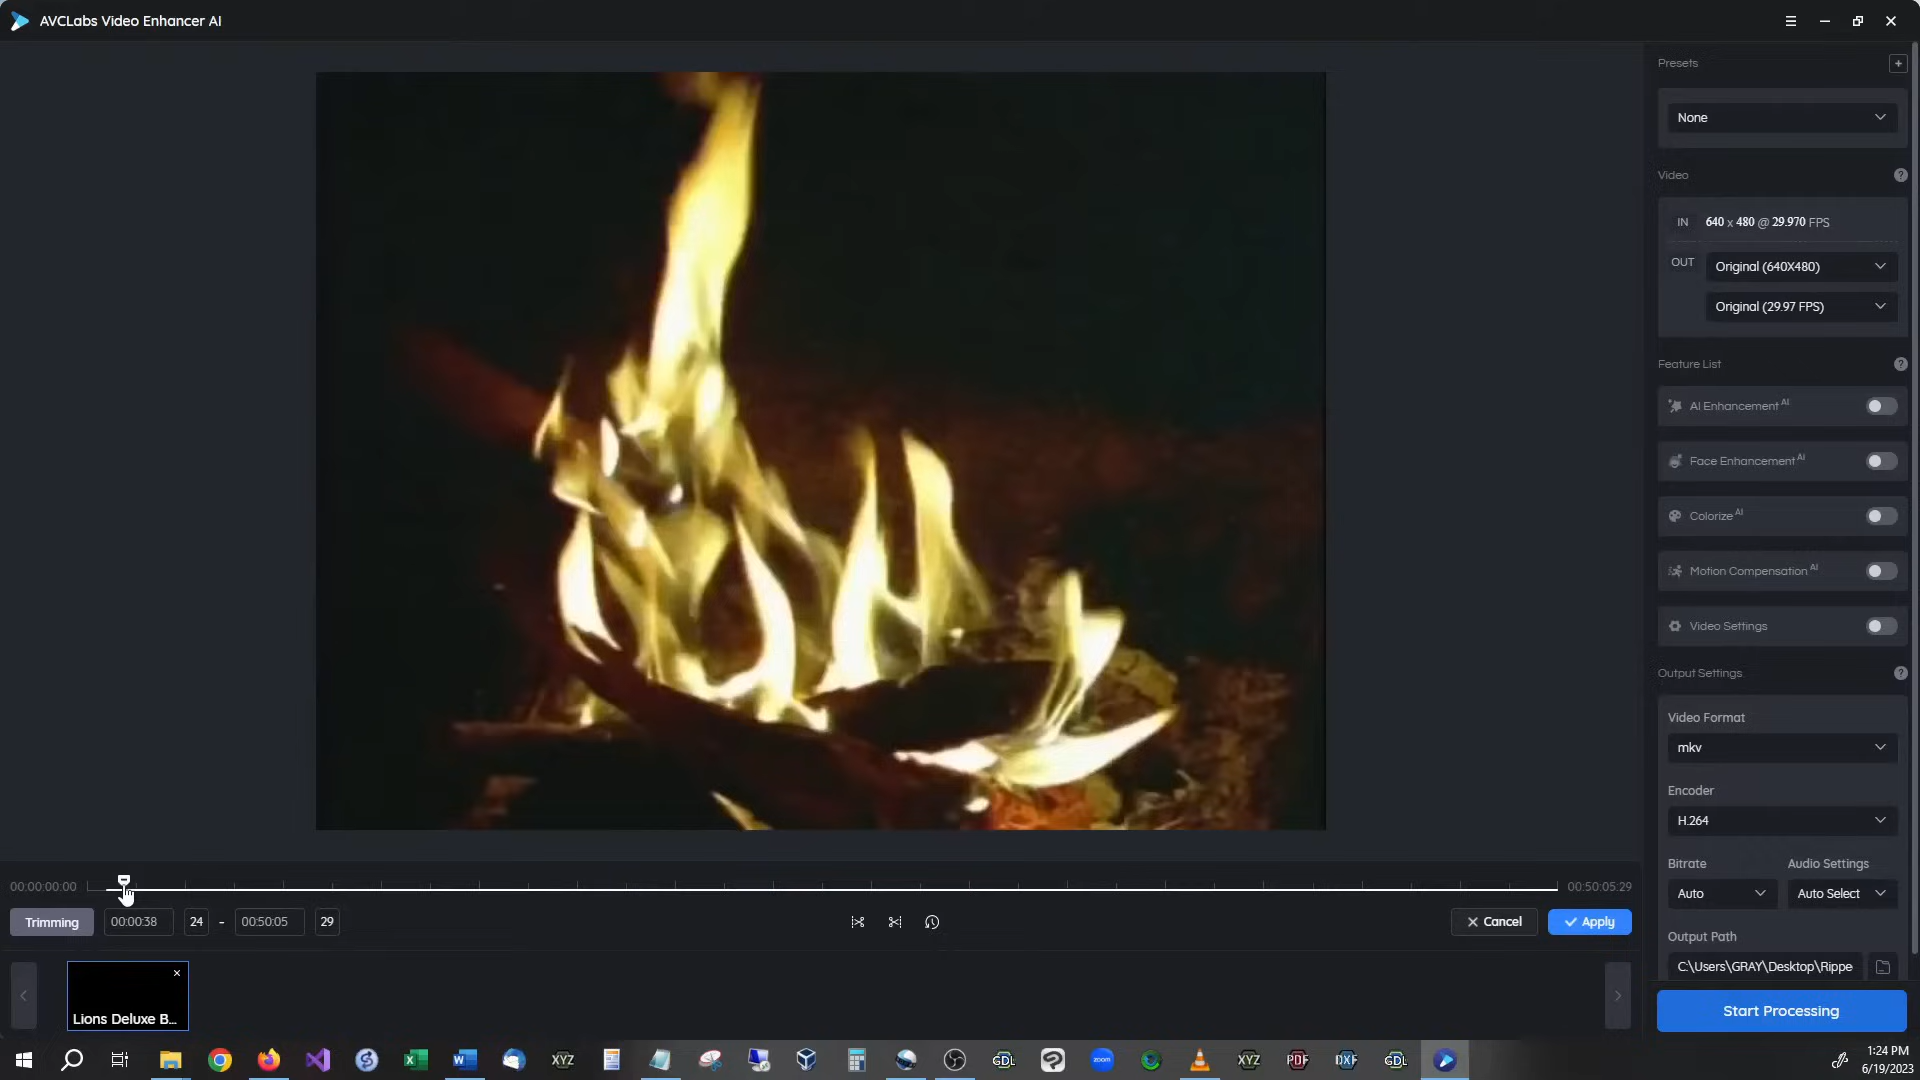 AVCLabs Video Enhancer AI
Presets
None
Video
IN 640 x 480 @ 29.970 FPS
OUT Original (640X480)
Original (29.97 FPS)
Feature List
AI Enhancement AI
Face Enhancement AI
Colorize AI
Motion Compensation AI
Video Settings
Output Settings
Video Format
mkv
Encoder
H.264
Bitrate Audio Settings
Auto Auto Select
Output Path
C:\Users\GRAY\Desktop\Rippe
Start Processing
00:00:00:00 00:50:05:29
Trimming 00:00:38 24 - 00:50:05 29 Cancel Apply
Lions Deluxe B...
XYZ GDL zoom XYZ PDF DXF GDL
1:24 PM
6/19/2023